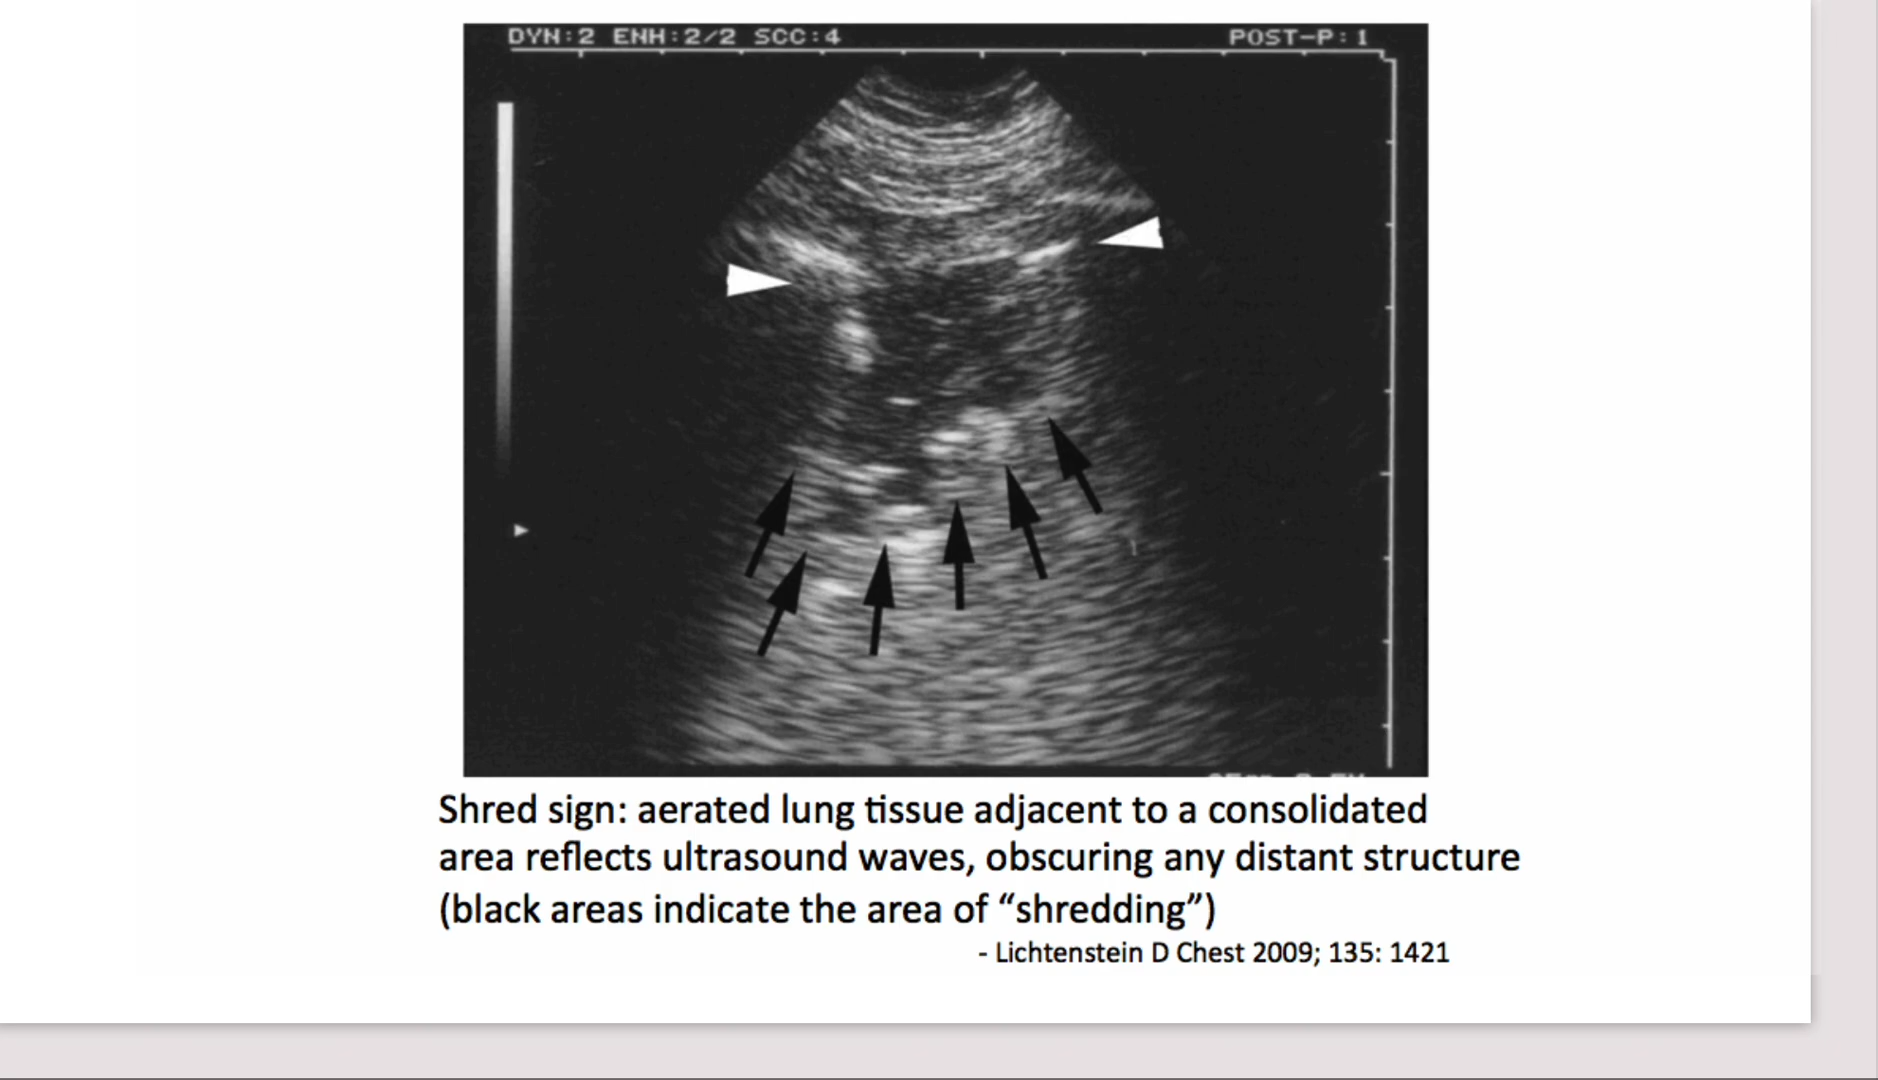 DYN:2 ENH:2/2 SCC:4 POST-P:1
Shred sign: aerated lung tissue adjacent to a consolidated
area reflects ultrasound waves, obscuring any distant structure
(black areas indicate the area of “shredding”)
- Lichtenstein D Chest 2009; 135: 1421